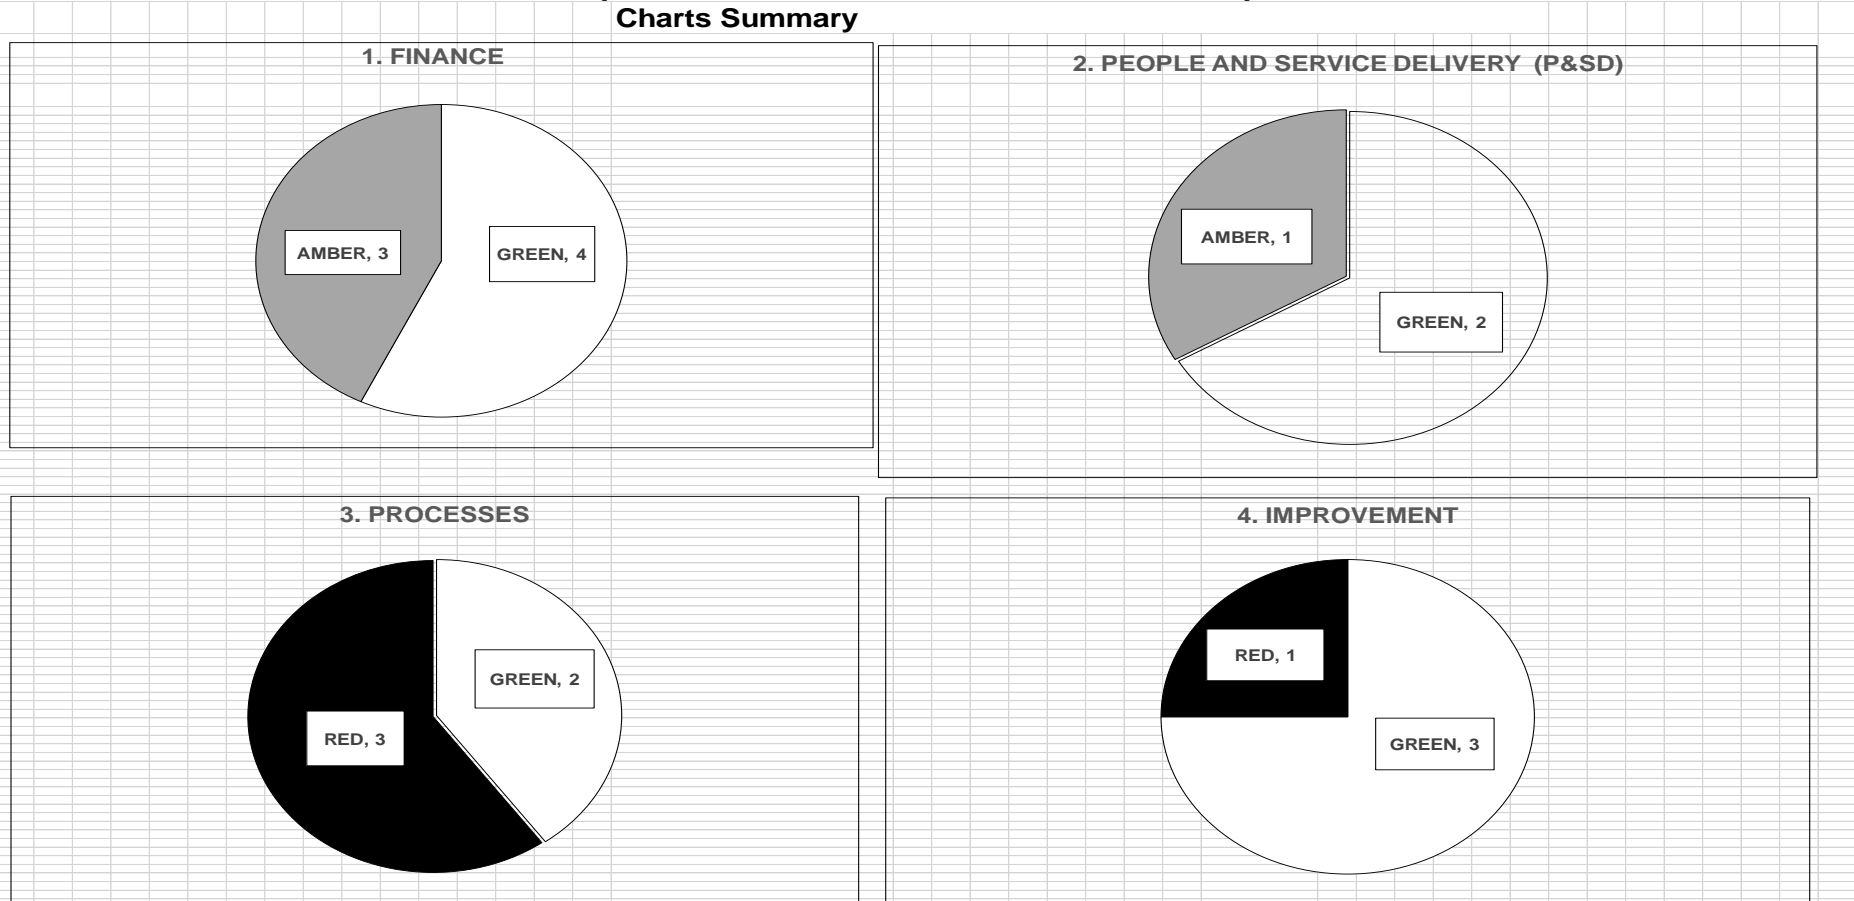 Charts Summary
1. FINANCE
AMBER, 3
GREEN, 4
2. PEOPLE AND SERVICE DELIVERY (P&SD)
AMBER, 1
GREEN, 2
3. PROCESSES
GREEN, 2
RED, 3
4. IMPROVEMENT
RED, 1
GREEN, 3